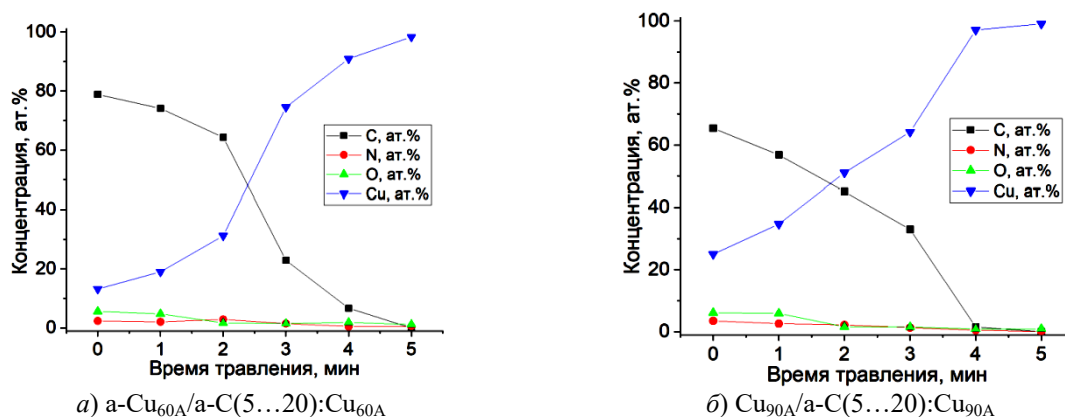 100
80
60
40
20
0
Концентрация, ат.%
C, ат.%
N, ат.%
O, ат.%
Cu, ат.%
0 1 2 3 4 5
Время травления, мин
а) a-Cu60A/a-C(5…20):Cu60A
100
80
60
40
20
0
Концентрация, ат.%
C, ат.%
N, ат.%
O, ат.%
Cu, ат.%
0 1 2 3 4 5
Время травления, мин
б) Cu90A/a-C(5…20):Cu90A